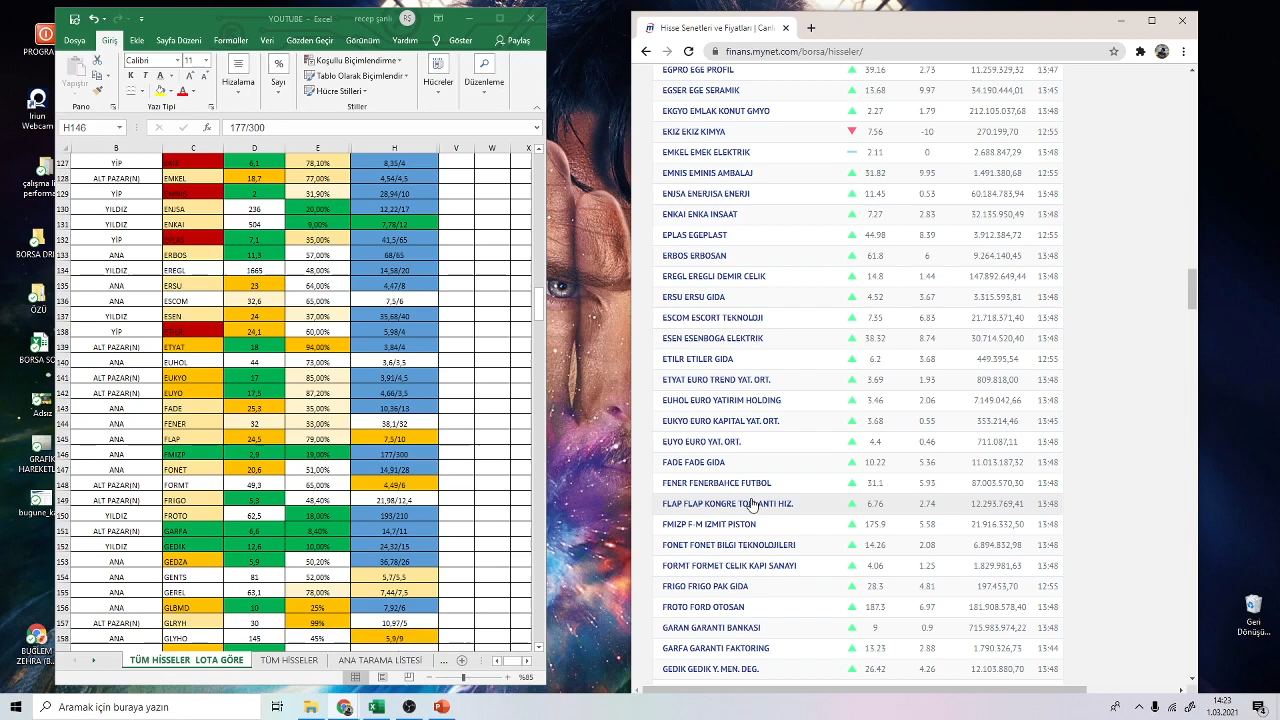 YOUTUBE - Excel
recep şarklı
RŞ
Dosya Giriş Ekle Sayfa Düzeni Formüller Veri Gözden Geçir Görünüm Yardım Göster Paylaş
Yapıştır
Calibri 11
K T A A
A
Hizalama
%
Sayı
Koşullu Biçimlendirme
Tablo Olarak Biçimlendir
Hücre Stilleri
Hücreler
Düzenleme
Pano Yazı Tipi Stiller
H146 fx 177/300
B C D E H V W X
127 YİP 6,1 78,10% 8,35/4
128 ALT PAZAR(N) EMKEL 18,7 77,00% 4,54/4,5
129 YİP EMNIS 2 31.90% 28,94/10
130 YILDIZ ENJSA 236 20,00% 12,22/17
131 YILDIZ ENKAI 504 9,00% 7,78/12
132 YİP 7,1 35,00% 41,5/65
133 ANA ERBOS 11,3 57,00% 68/65
134 YILDIZ EREGL 1665 48,00% 14,58/20
135 ANA ERSU 23 64,00% 4,47/8
136 ANA ESCOM 32,6 65,00% 7,5/6
137 YILDIZ ESEN 24 37,00% 35,68/40
138 YİP 24,1 60,00% 5,98/4
139 ALT PAZAR(N) ETYAT 18 94,00% 3,84/4
140 ANA EUHOL 44 73,00% 3,6/3,5
141 ALT PAZAR(N) EUKYO 17 85,00% 3,91/4,5
142 ALT PAZAR(N) EUYO 17,5 87,20% 4,66/3,5
143 ANA FADE 25,3 35,00% 10,36/13
144 ANA FENER 32 33,00% 38,1/32
145 ANA FLAP 24,5 79,00% 7,5/10
146 ANA FMIZP 2,9 19,00% 177/300
147 ANA FONET 20,6 51,00% 14,91/28
148 ALT PAZAR(N) FORMT 49,3 65,00% 4,49/6
149 ALT PAZAR(N) FRIGO 5,3 48,40% 21,98/12,4
150 YILDIZ FROTO 62,5 18,00% 193/210
151 ALT PAZAR(N) GARFA 6,6 8,40% 14,7/11
152 YILDIZ GEDIK 12,6 10,00% 24,32/15
153 ANA GEDZA 5,9 50,20% 36,78/26
154 ANA GENTS 81 52,00% 5,7/5,5
155 ANA GEREL 63,1 78,00% 7,44/7,5
156 ANA GLBMD 10 25% 7,92/6
157 ALT PAZAR(N) GLRYH 30 99% 10,97/5
158 ANA GLYHO 145 45% 5,9/9
TÜM HİSSELER LOTA GÖRE TÜM HİSSELER ANA TARAMA LİSTESİ ...
%85
Hisse Senetleri ve Fiyatları | Canlı
finans.mynet.com/borsa/hisseler/
EGPRO EGE PROFIL 39.16 2.73 11.259.329,32 13:47
EGSER EGE SERAMIK 13.68 9.97 34.190.444,01 13:45
EKGYO EMLAK KONUT GMYO 2.27 1.79 212.105.037,68 13:48
EKIZ EKIZ KIMYA 7.56 -10 270.199,70 12:55
EMKEL EMEK ELEKTRIK 2.11 0 2.688.847,29 13:48
EMNIS EMINIS AMBALAJ 31.82 9.95 1.491.380,68 12:55
ENJSA ENERJISA ENERJI 11.41 0.53 60.184.783,94 13:48
ENKAI ENKA INSAAT 7.27 2.83 32.135.950,49 13:48
EPLAS EGEPLAST 44.98 8.39 3.912.384,72 12:55
ERBOS ERBOSAN 61.8 6 9.264.140,45 13:48
EREGL EREGLI DEMIR CELIK 14.8 1.44 147.892.649,44 13:48
ERSU ERSU GIDA 4.52 3.67 3.315.593,81 13:48
ESCOM ESCORT TEKNOLOJI 7.35 6.83 21.718.371,40 13:48
ESEN ESENBOGA ELEKTRIK 38.32 8.74 30.714.520,40 13:48
ETILR ETILER GIDA 6.2 3.68 449.395,54 12:55
ETYAT EURO TREND YAT. ORT. 3.69 1.93 809.818,00 13:48
EUHOL EURO YATIRIM HOLDING 3.46 2.06 7.149.042,66 13:48
EUKYO EURO KAPITAL YAT. ORT. 3.68 0.55 353.214,46 13:45
EUYO EURO YAT. ORT. 4.4 0.46 711.087,11 13:48
FADE FADE GIDA 10.22 5.36 11.013.187,32 13:48
FENER FENERBAHCE FUTBOL 31.1 5.93 87.003.570,30 13:48
FLAP FLAP KONGRE TOPLANTI HIZ. 6.76 2.74 12.293.769,41 13:48
FMIZP F-M IZMIT PISTON 175.9 5.58 21.916.332,50 13:48
FONET FONET BILGI TEKNOLOJILERI 14.26 2.08 6.894.832,98 13:48
FORMT FORMET CELIK KAPI SANAYI 4.06 1.25 1.829.981,63 13:48
FRIGO FRIGO PAK GIDA 28.3 4.81 197.453,70 12:55
FROTO FORD OTOSAN 187.3 6.97 181.908.578,40 13:48
GARAN GARANTI BANKASI 9 0.9 715.983.974,22 13:48
GARFA GARANTI FAKTORING 13.23 1.790.326,73 13:44
GEDIK GEDIK Y. MEN. DEG. 26.42 4.26 12.103.880,70 13:48
Iriun
Webcam
ÖZÜ
BORSA
Adsız
Geri
Dönüşü...
Aramak için buraya yazın
14:23
1.03.2021
4